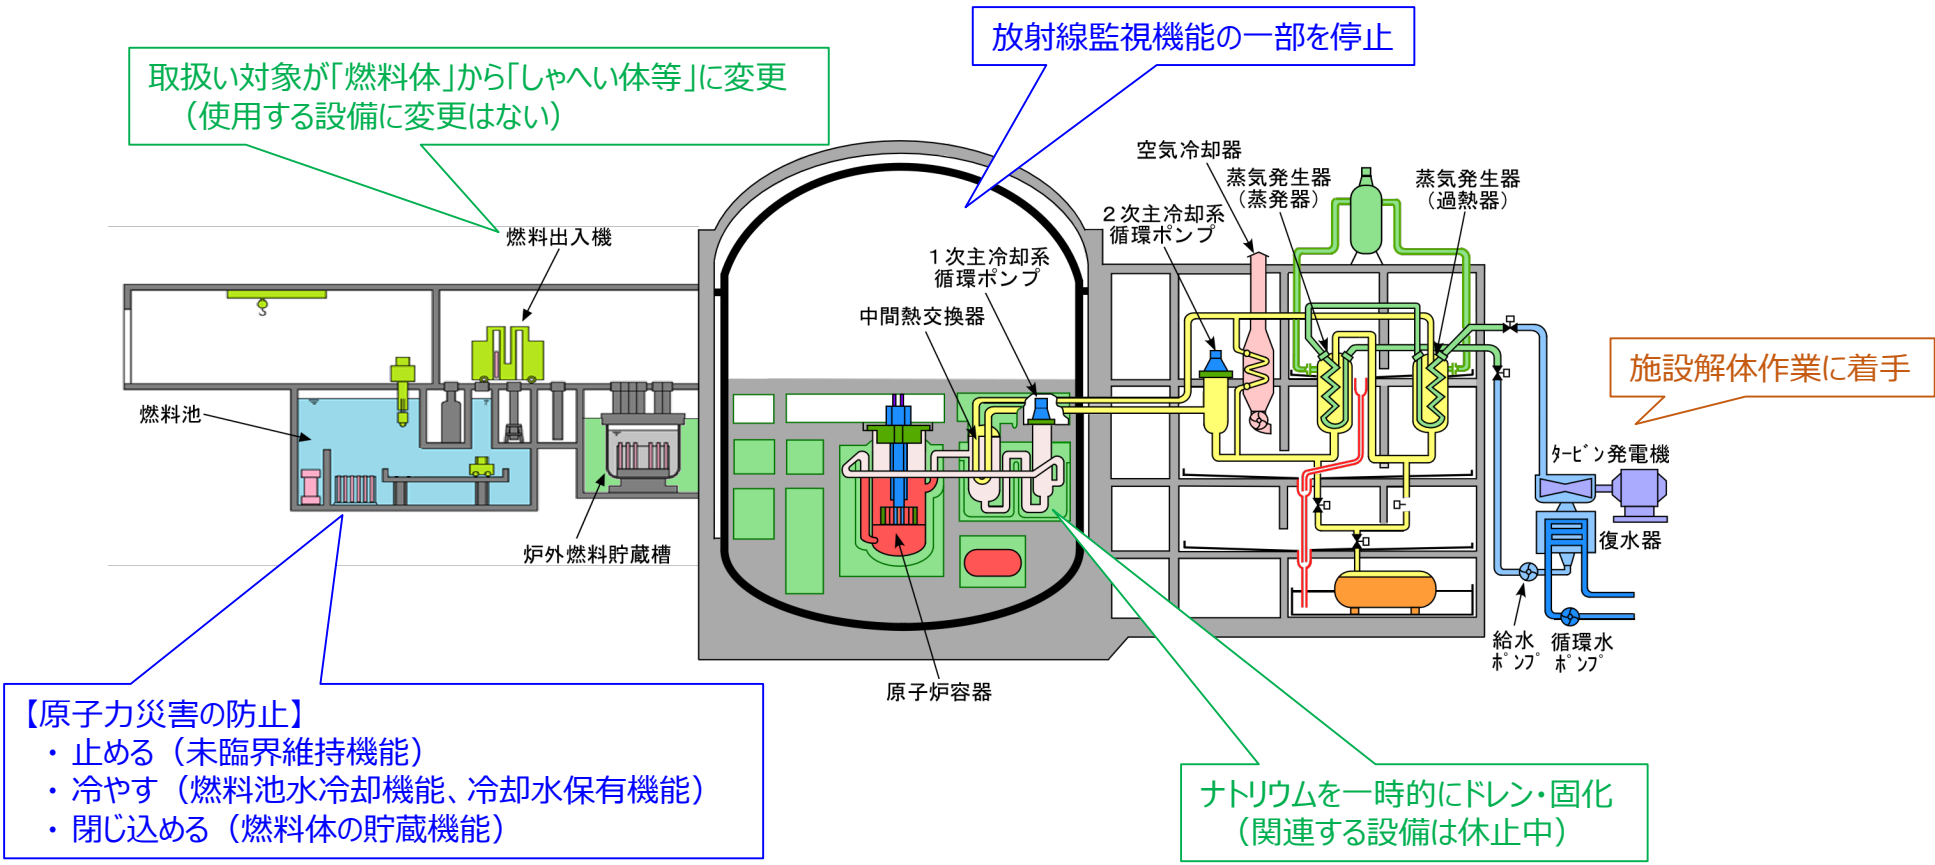 放射線監視機能の一部を停止
取扱い対象が｢燃料体｣から｢しゃへい体等｣に変更
（使用する設備に変更はない）
空気冷却器
蒸気発生器
（蒸発器）
蒸気発生器
（過熱器）
２次主冷却系
循環ポンプ
燃料出入機
１次主冷却系
循環ポンプ
中間熱交換器
施設解体作業に着手
燃料池
ﾀｰﾋﾞﾝ発電機
炉外燃料貯蔵槽
復水器
給水
ﾎﾟﾝﾌﾟ
循環水
ﾎﾟﾝﾌﾟ
原子炉容器
【原子力災害の防止】
・止める（未臨界維持機能）
・冷やす（燃料池水冷却機能、冷却水保有機能）
・閉じ込める（燃料体の貯蔵機能）
ナトリウムを一時的にドレン・固化
（関連する設備は休止中）